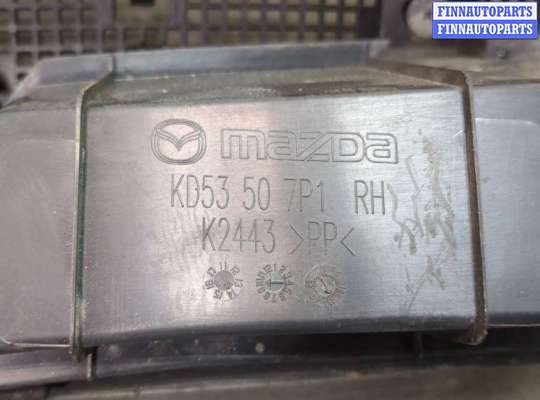 FINNAUTOPARTS
FINNAUTOPARTS
mazda
KD53 50 7P1 RH
K2443 >PP<